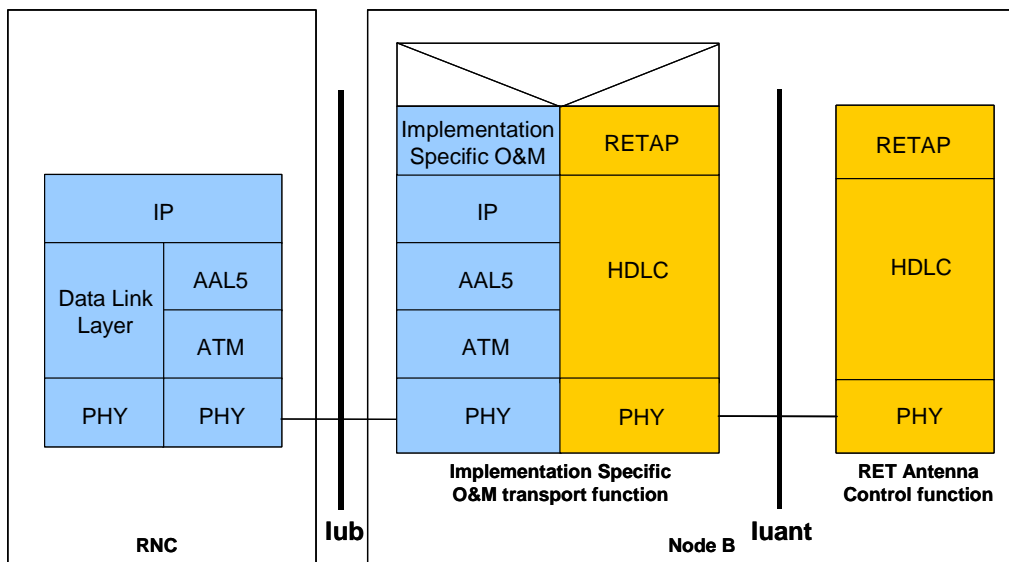 IP
Data Link
Layer
AAL5
ATM
PHY
PHY
RNC
Iub
Implementation
Specific O&M
RETAP
IP
AAL5
HDLC
ATM
PHY
PHY
Implementation Specific
O&M transport function
Node B
Iuant
RETAP
HDLC
PHY
RET Antenna
Control function